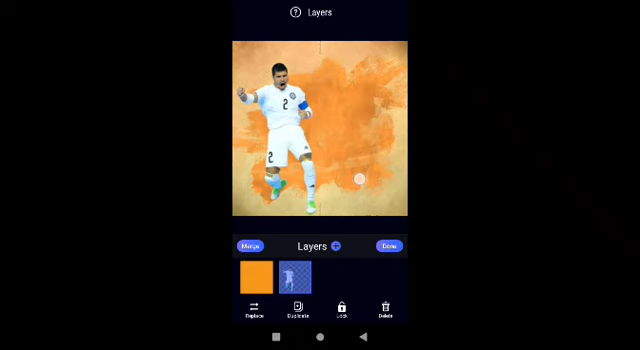 Layers
2
2
Merge
Layers
Done
Replace
Duplicate
Lock
Delete